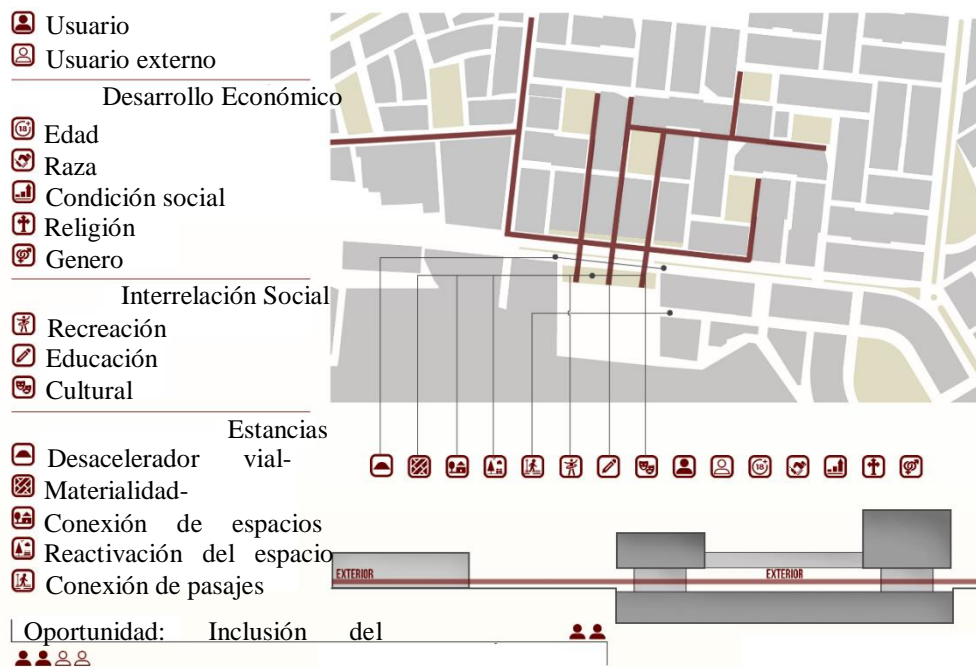 Usuario
Usuario externo
Desarrollo Económico
Edad
Raza
Condición social
Religión
Genero
Interrelación Social
Recreación
Educación
Cultural
Estancias
Desacelerador vial-
Materialidad-
Conexión de espacios
Reactivación del espacio
Conexión de pasajes
EXTERIOR
EXTERIOR
Oportunidad: Inclusión del